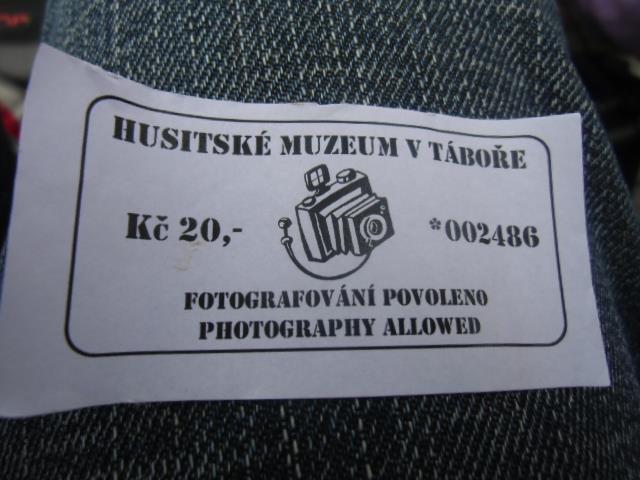 HUSITSKÉ MUZEUM V TÁBOŘE
Kč 20,- *002486
FOTOGRAFOVÁNÍ POVOLENO
PHOTOGRAPHY ALLOWED